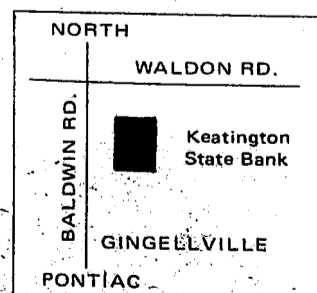 NORTH
WALDON RD.
BALDWIN RD.
Keatington
State Bank
GINGELLVILLE
PONTIAC